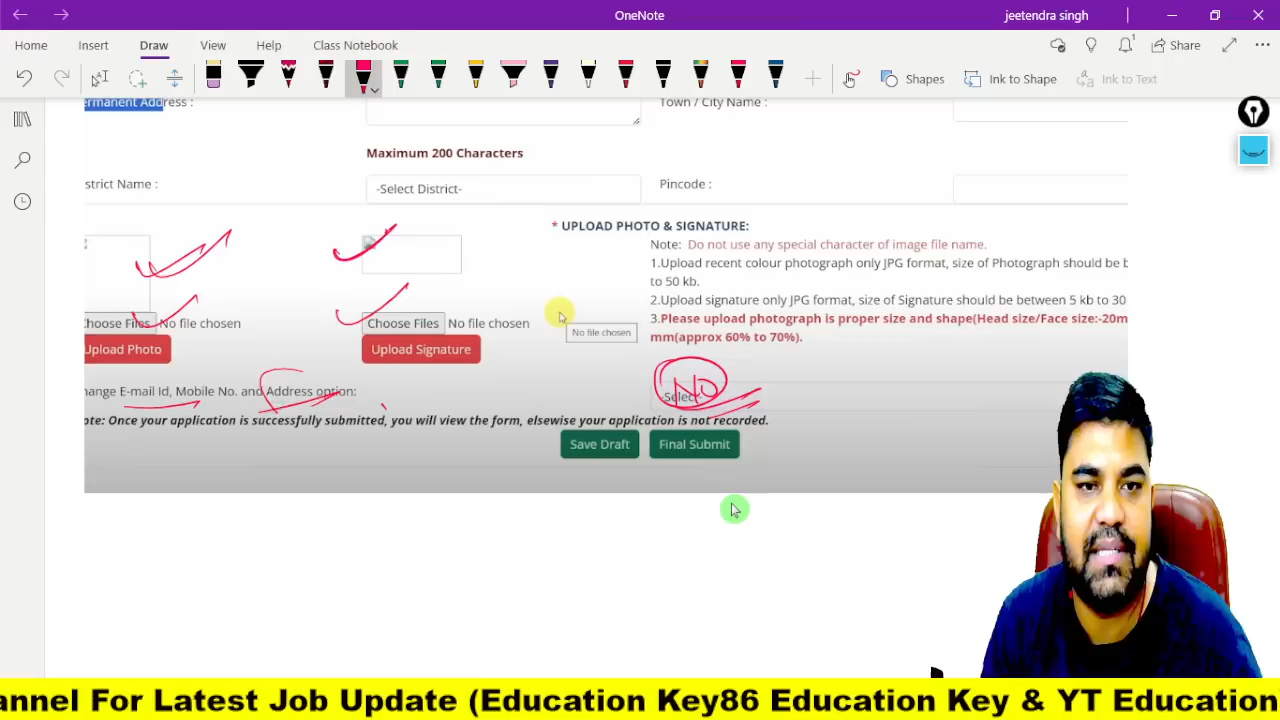 OneNote
jeetendra singh
Home Insert Draw View Help Class Notebook
Share
Shapes Ink to Shape Ink to Text
ermanent Address :
Town / City Name :
Maximum 200 Characters
strict Name :
-Select District-
Pincode :
* UPLOAD PHOTO & SIGNATURE:
Note: Do not use any special character of image file name.
1.Upload recent colour photograph only JPG format, size of Photograph should be b
to 50 kb.
2.Upload signature only JPG format, size of Signature should be between 5 kb to 30
3.Please upload photograph is proper size and shape(Head size/Face size:-20m
mm(approx 60% to 70%).
hoose Files No file chosen
Choose Files No file chosen
No file chosen
Upload Photo
Upload Signature
hange E-mail Id, Mobile No. and Address option:
-Select-
NO
ote: Once your application is successfully submitted, you will view the form, elsewise your application is not recorded.
Save Draft
Final Submit
annel For Latest Job Update (Education Key86 Education Key & YT Education